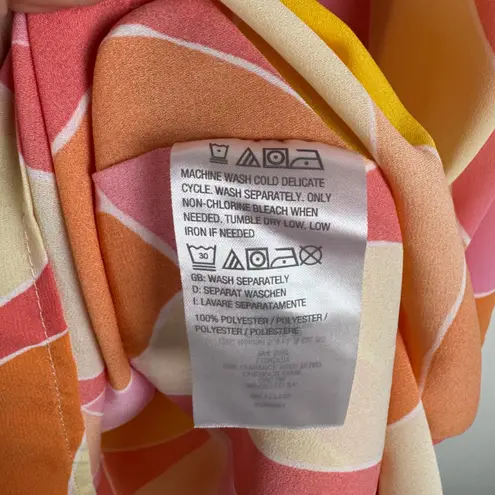 MACHINE WASH COLD DELICATE
CYCLE. WASH SEPARATELY. ONLY
NON-CHLORINE BLEACH WHEN
NEEDED. TUMBLE DRY LOW. LOW
IRON IF NEEDED
30
GB: WASH SEPARATELY
D: SEPARAT WASCHEN
I: LAVARE SEPARATAMENTE
100% POLYESTER / POLYESTER /
POLIESTERE / POLYESTER